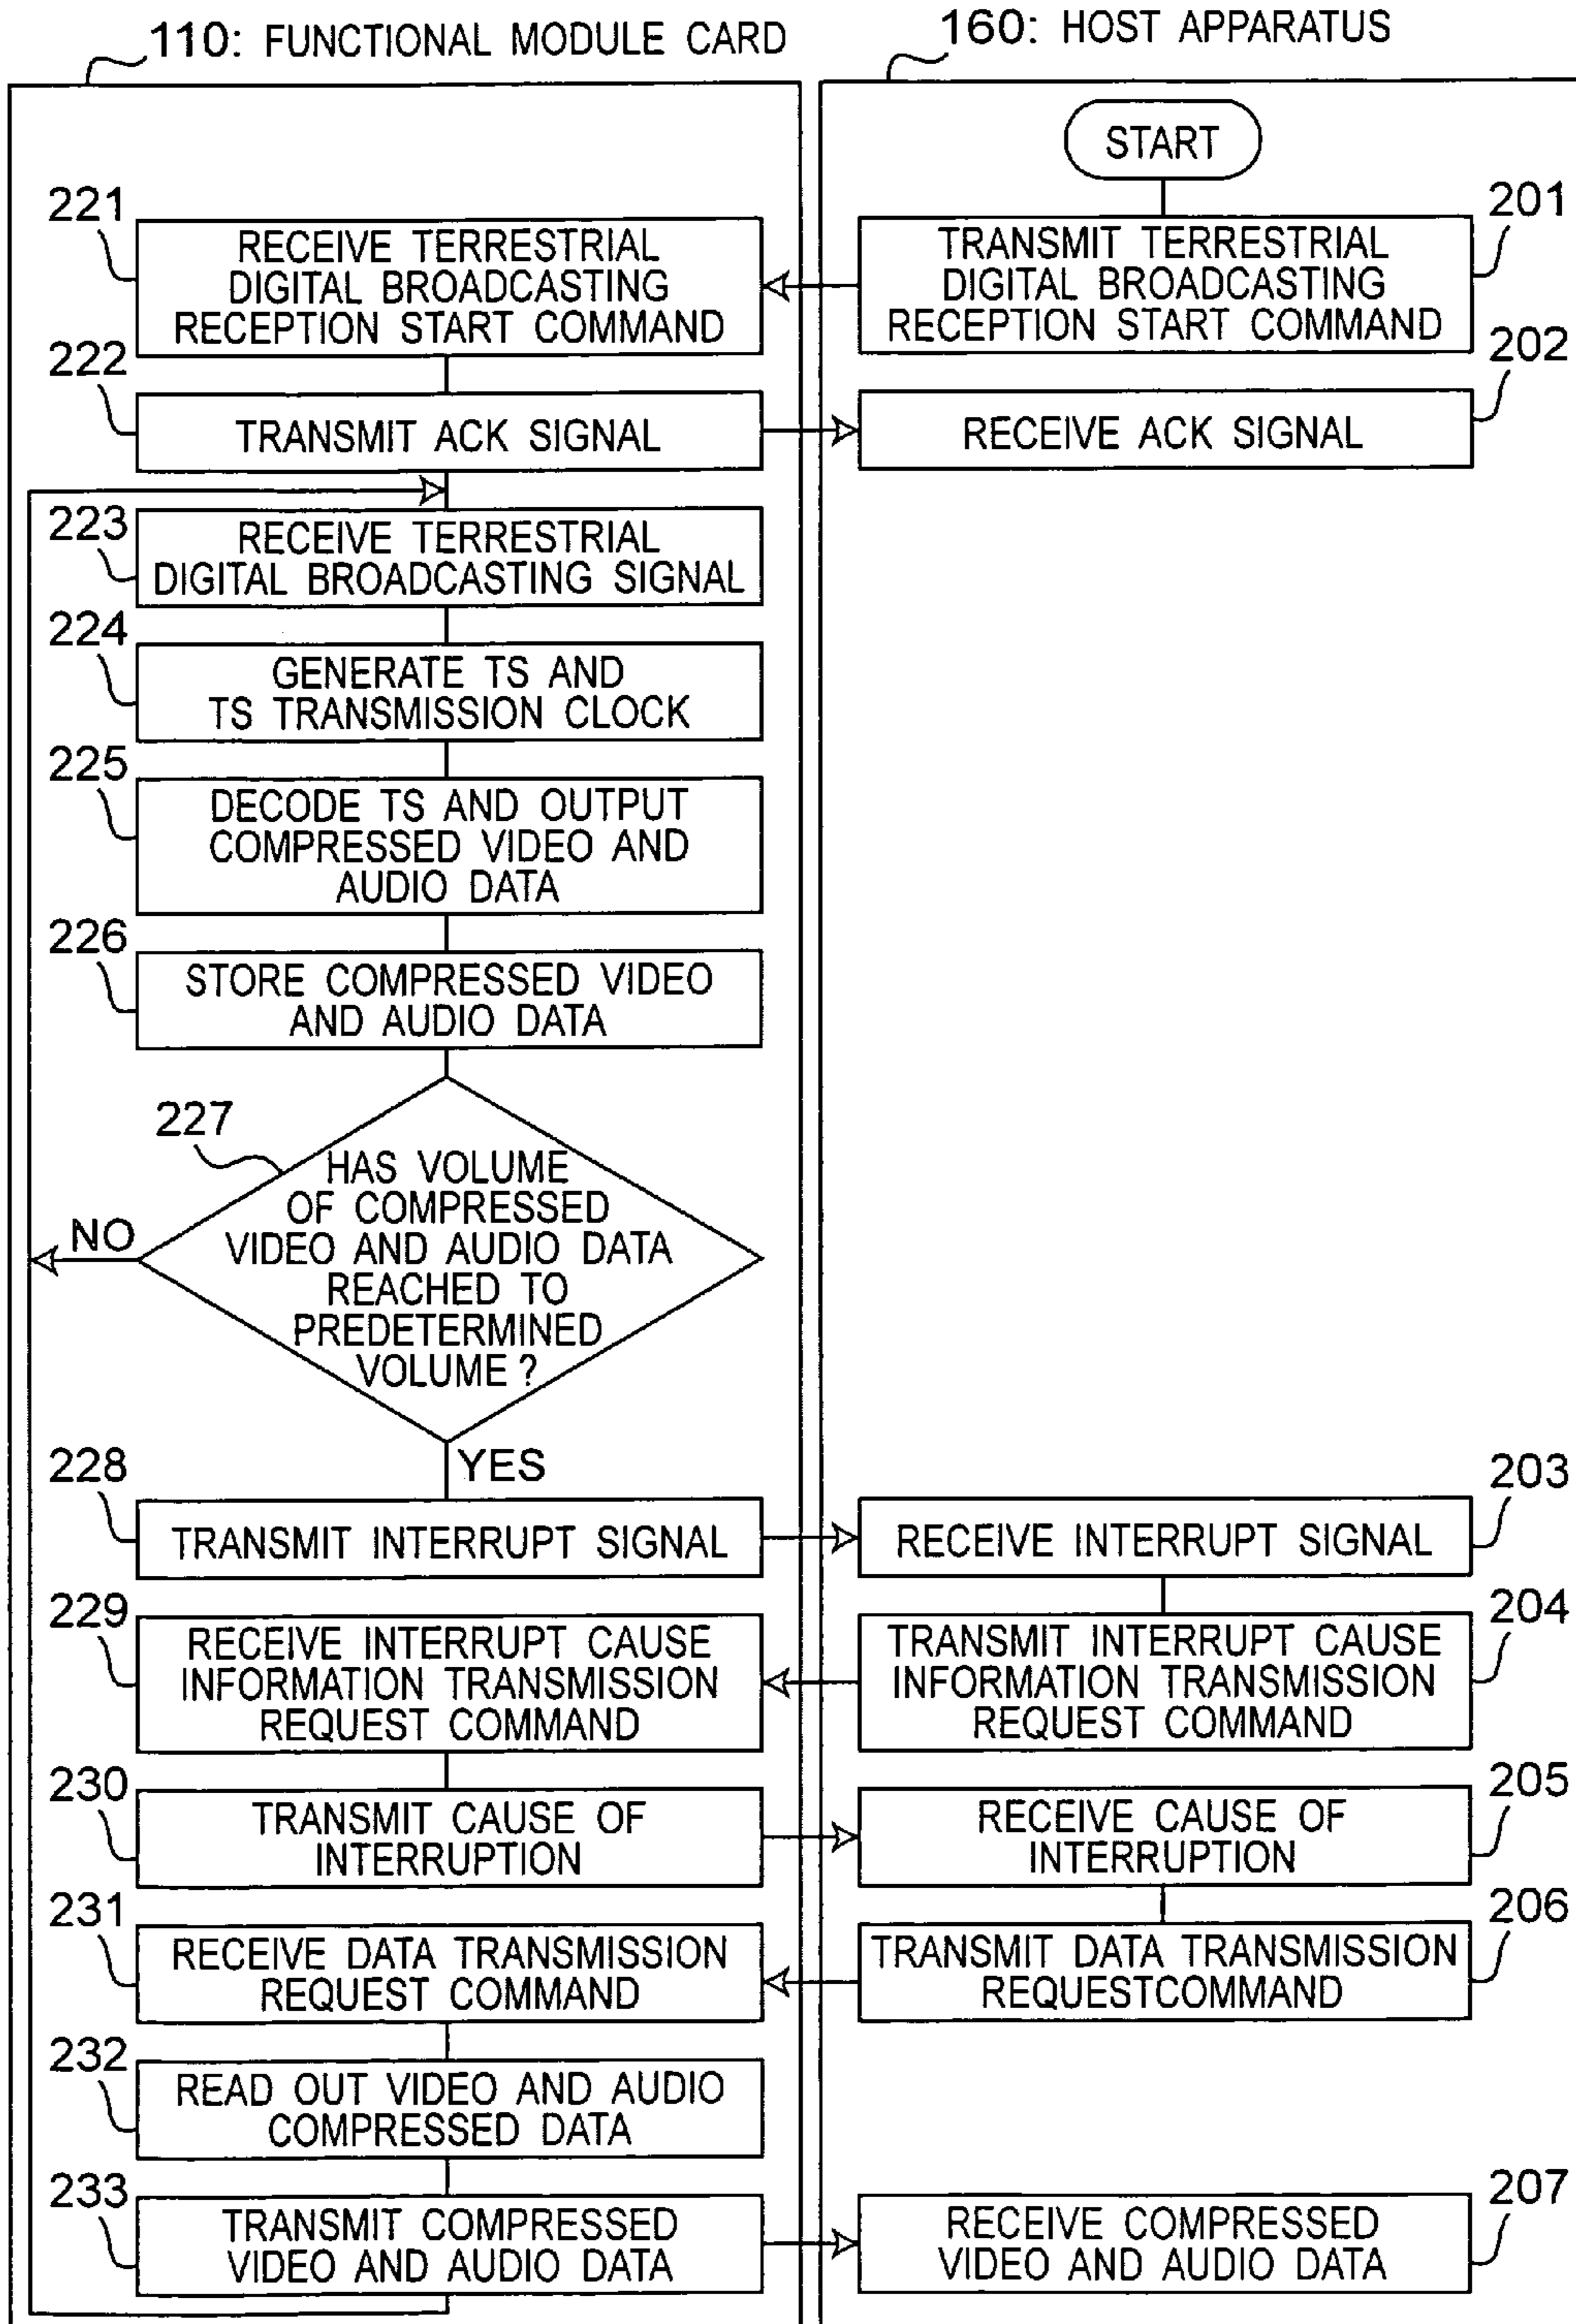 110: FUNCTIONAL MODULE CARD
160: HOST APPARATUS
START
221
RECEIVE TERRESTRIAL
DIGITAL BROADCASTING
RECEPTION START COMMAND
201
TRANSMIT TERRESTRIAL
DIGITAL BROADCASTING
RECEPTION START COMMAND
222
TRANSMIT ACK SIGNAL
202
RECEIVE ACK SIGNAL
223
RECEIVE TERRESTRIAL
DIGITAL BROADCASTING SIGNAL
224
GENERATE TS AND
TS TRANSMISSION CLOCK
225
DECODE TS AND OUTPUT
COMPRESSED VIDEO AND
AUDIO DATA
226
STORE COMPRESSED VIDEO
AND AUDIO DATA
227
HAS VOLUME
OF COMPRESSED
VIDEO AND AUDIO DATA
REACHED TO
PREDETERMINED
VOLUME ?
NO
YES
228
TRANSMIT INTERRUPT SIGNAL
203
RECEIVE INTERRUPT SIGNAL
229
RECEIVE INTERRUPT CAUSE
INFORMATION TRANSMISSION
REQUEST COMMAND
204
TRANSMIT INTERRUPT CAUSE
INFORMATION TRANSMISSION
REQUEST COMMAND
230
TRANSMIT CAUSE OF
INTERRUPTION
205
RECEIVE CAUSE OF
INTERRUPTION
231
RECEIVE DATA TRANSMISSION
REQUEST COMMAND
206
TRANSMIT DATA TRANSMISSION
REQUESTCOMMAND
232
READ OUT VIDEO AND AUDIO
COMPRESSED DATA
233
TRANSMIT COMPRESSED
VIDEO AND AUDIO DATA
207
RECEIVE COMPRESSED
VIDEO AND AUDIO DATA